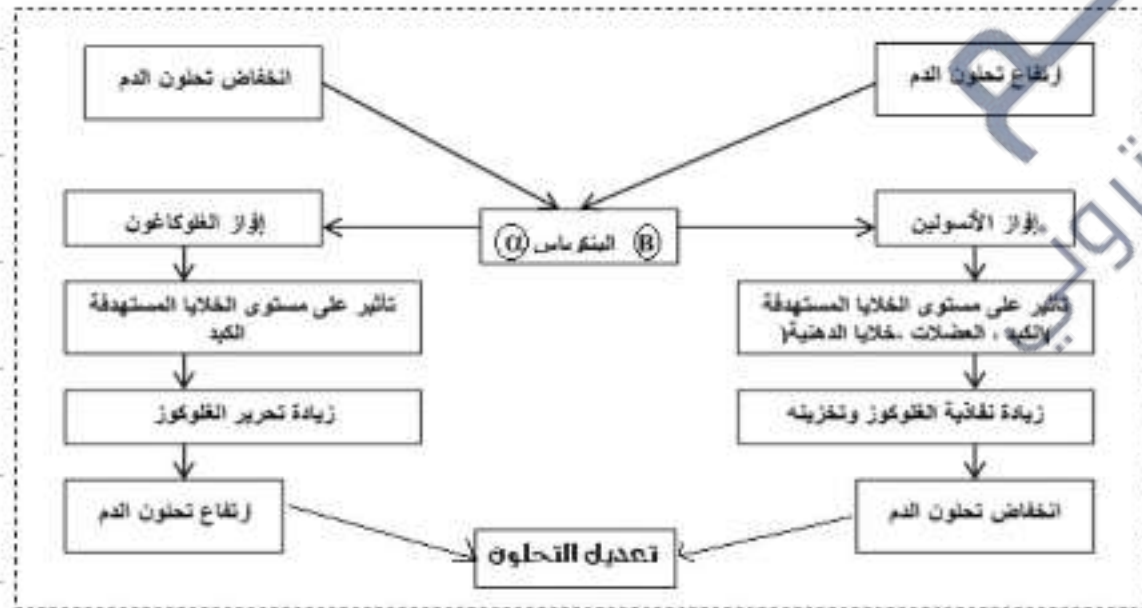 ارتفاع تحلون الدم
انخفاض تحلون الدم
B البنكرياس α
إفراز الأنسولين
إفراز الغلوكاغون
تأثير على مستوى الخلايا المستهدفة
)الكبد ، العضلات ،خلايا الدهنية(
تأثير على مستوى الخلايا المستهدفة
الكبد
زيادة نفاذية الغلوكوز وتخزينه
زيادة تحرير الغلوكوز
انخفاض تحلون الدم
ارتفاع تحلون الدم
تعديل التحلون